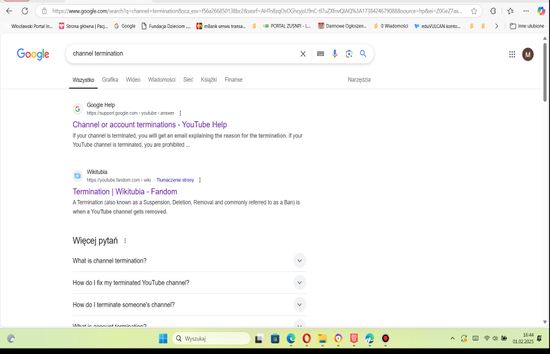 https://www.google.com/search?q=channel+termination
Włocławski Portal In...
Strona główna | Pacj...
Google
Fundacja Dzieciom ...
mBank serwis transa...
PORTAL ZUSNPI - L...
Darmowe Ogłoszen...
0 Wiadomości
eduVULCAN konto...
Inne ulubione
Google
channel termination
M
Wszystko
Grafika
Wideo
Wiadomości
Sieć
Książki
Finanse
Narzędzia
Google Help
https://support.google.com › youtube › answer
Channel or account terminations - YouTube Help
If your channel is terminated, you will get an email explaining the reason for the termination. If your
YouTube channel is terminated, you are prohibited ...
Wikitubia
https://youtube.fandom.com › wiki · Tłumaczenie strony
Termination | Wikitubia - Fandom
A Termination (also known as a Suspension, Deletion, Removal and commonly referred to as a Ban) is
when a YouTube channel gets removed.
Więcej pytań
What is channel termination?
How do I fix my terminated YouTube channel?
How do I terminate someone's channel?
What is account termination?
Wyszukaj
16:44
01.02.2025